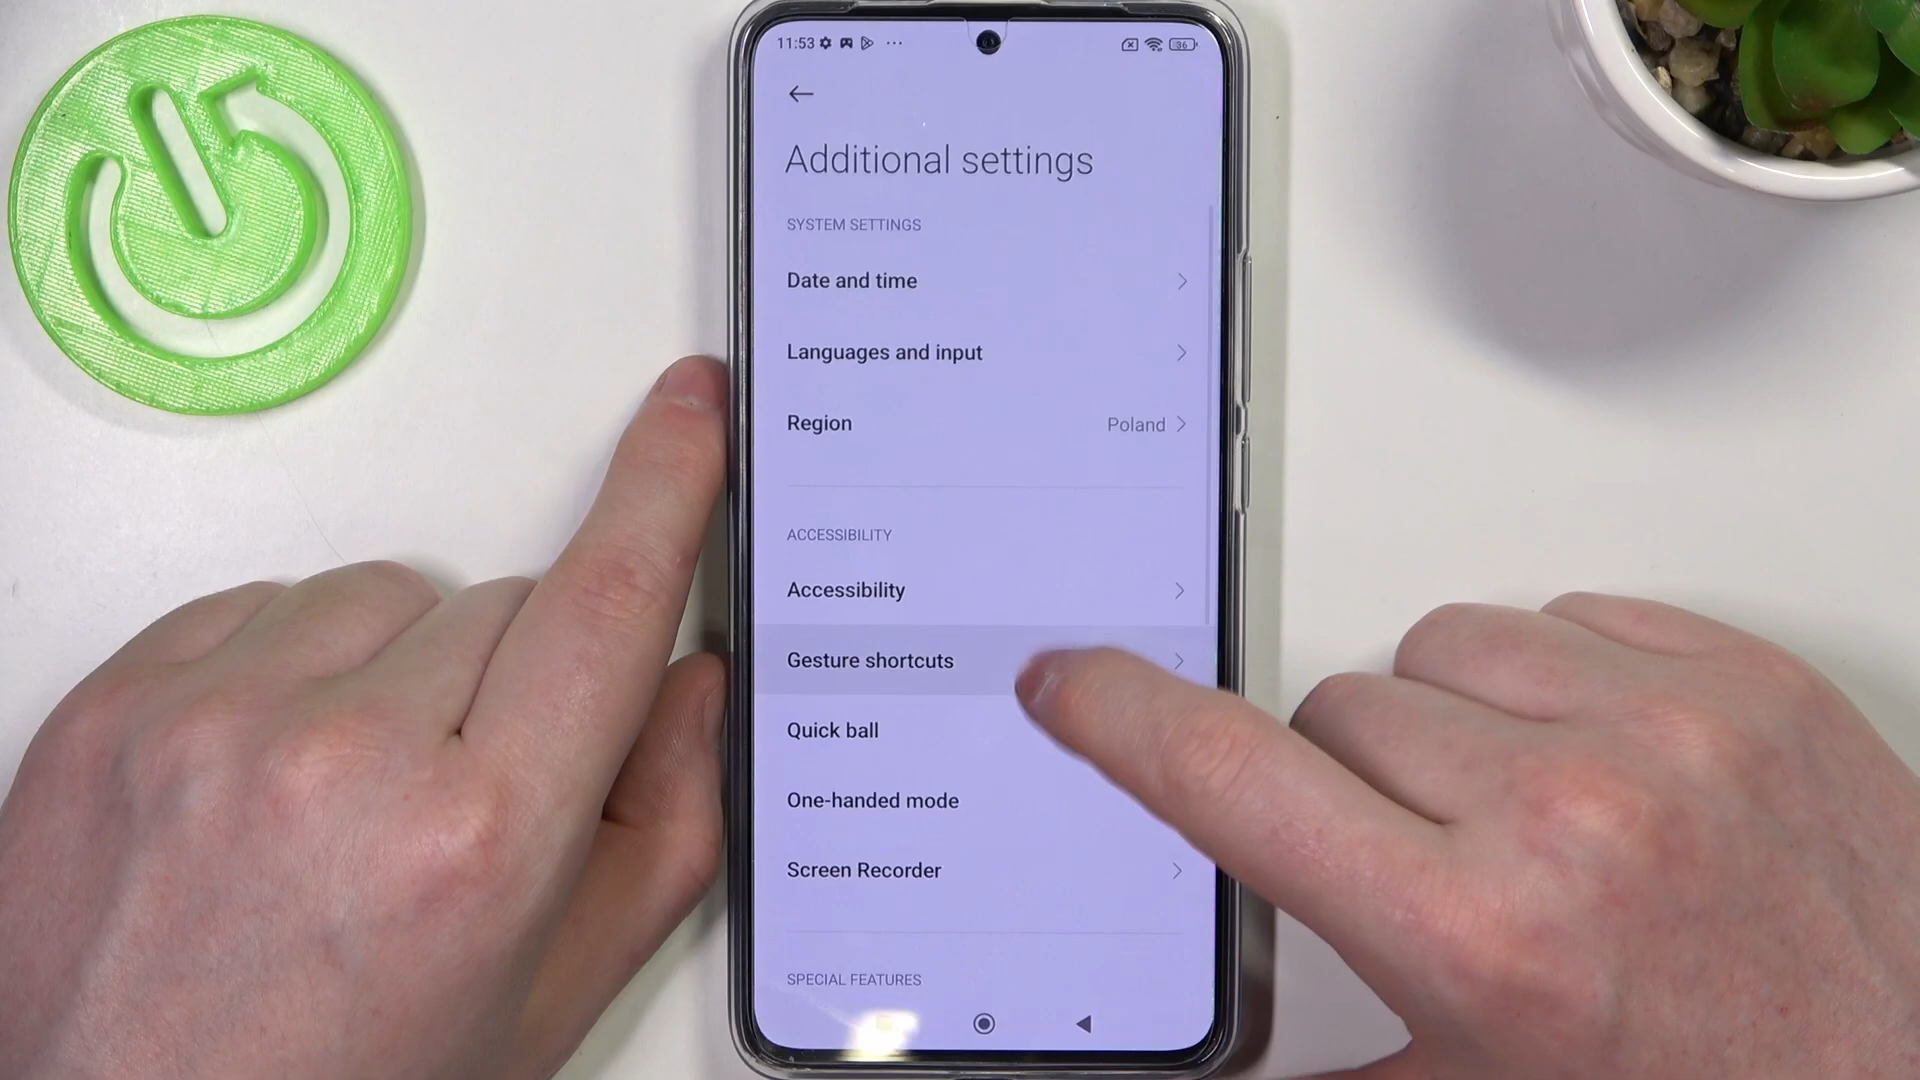 11:53
36
Additional settings
SYSTEM SETTINGS
Date and time
Languages and input
Region
Poland
ACCESSIBILITY
Accessibility
Gesture shortcuts
Quick ball
One-handed mode
Screen Recorder
SPECIAL FEATURES